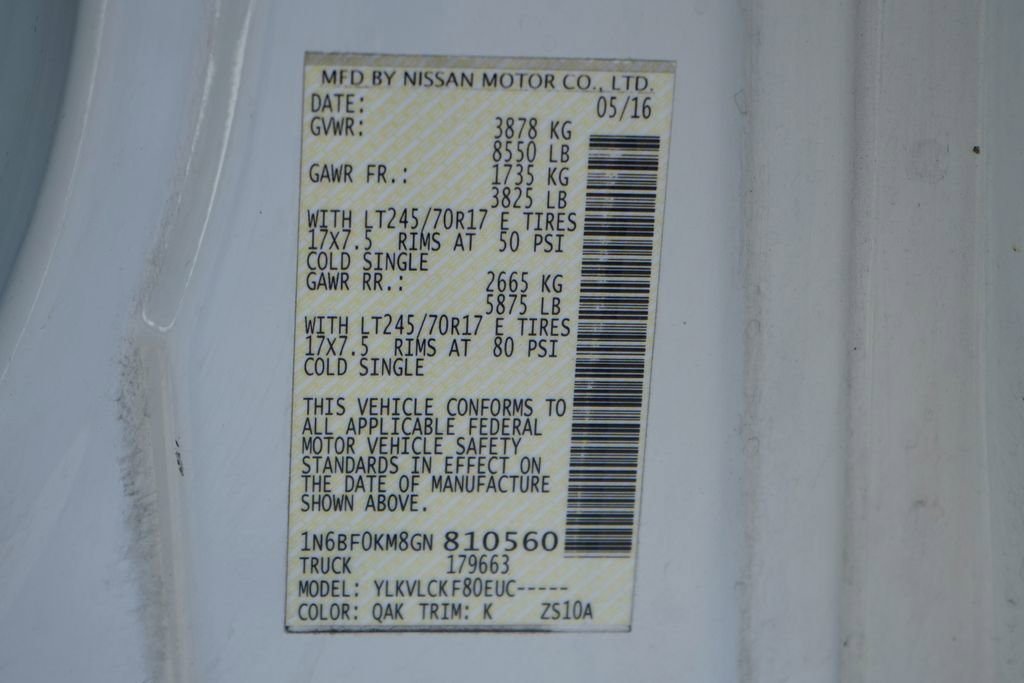 MFD BY NISSAN MOTOR CO., LTD.
DATE: 05/16
GVWR: 3878 KG
8550 LB
GAWR FR.: 1735 KG
3825 LB
WITH LT245/70R17 E TIRES
17X7.5 RIMS AT 50 PSI
COLD SINGLE
GAWR RR.: 2665 KG
5875 LB
WITH LT245/70R17 E TIRES
17X7.5 RIMS AT 80 PSI
COLD SINGLE
THIS VEHICLE CONFORMS TO
ALL APPLICABLE FEDERAL
MOTOR VEHICLE SAFETY
STANDARDS IN EFFECT ON
THE DATE OF MANUFACTURE
SHOWN ABOVE.
1N6BF0KM8GN 810560
TRUCK 179663
MODEL: YLKVLCKF80EUC-----
COLOR: QAK TRIM: K ZS10A